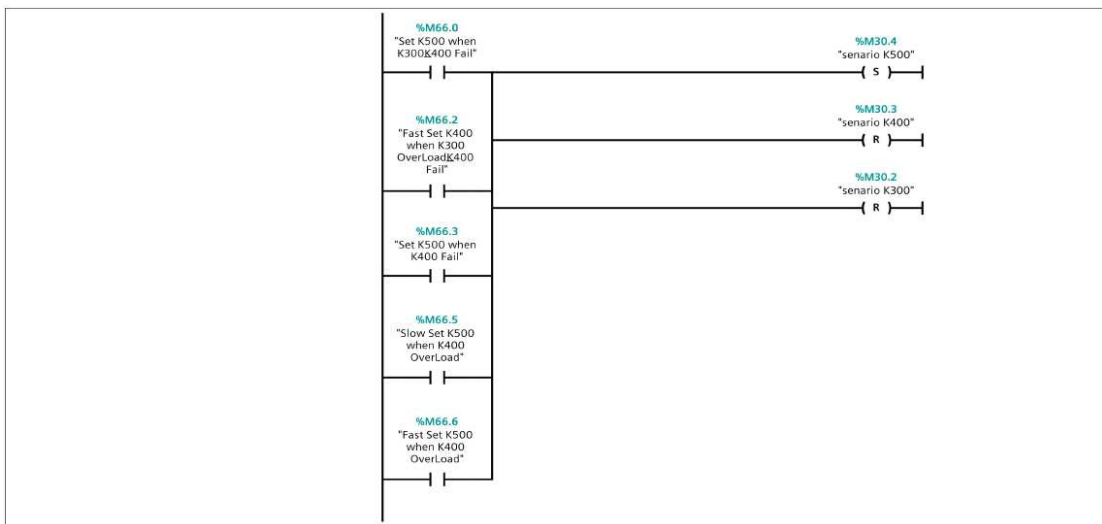 %M66.0
"Set K500 when
K300K400 Fail"
%M30.4
"senario K500"
S
%M66.2
"Fast Set K400
when K300
OverLoadK400
Fail"
%M30.3
"senario K400"
R
%M30.2
"senario K300"
R
%M66.3
"Set K500 when
K400 Fail"
%M66.5
"Slow Set K500
when K400
OverLoad"
%M66.6
"Fast Set K500
when K400
OverLoad"